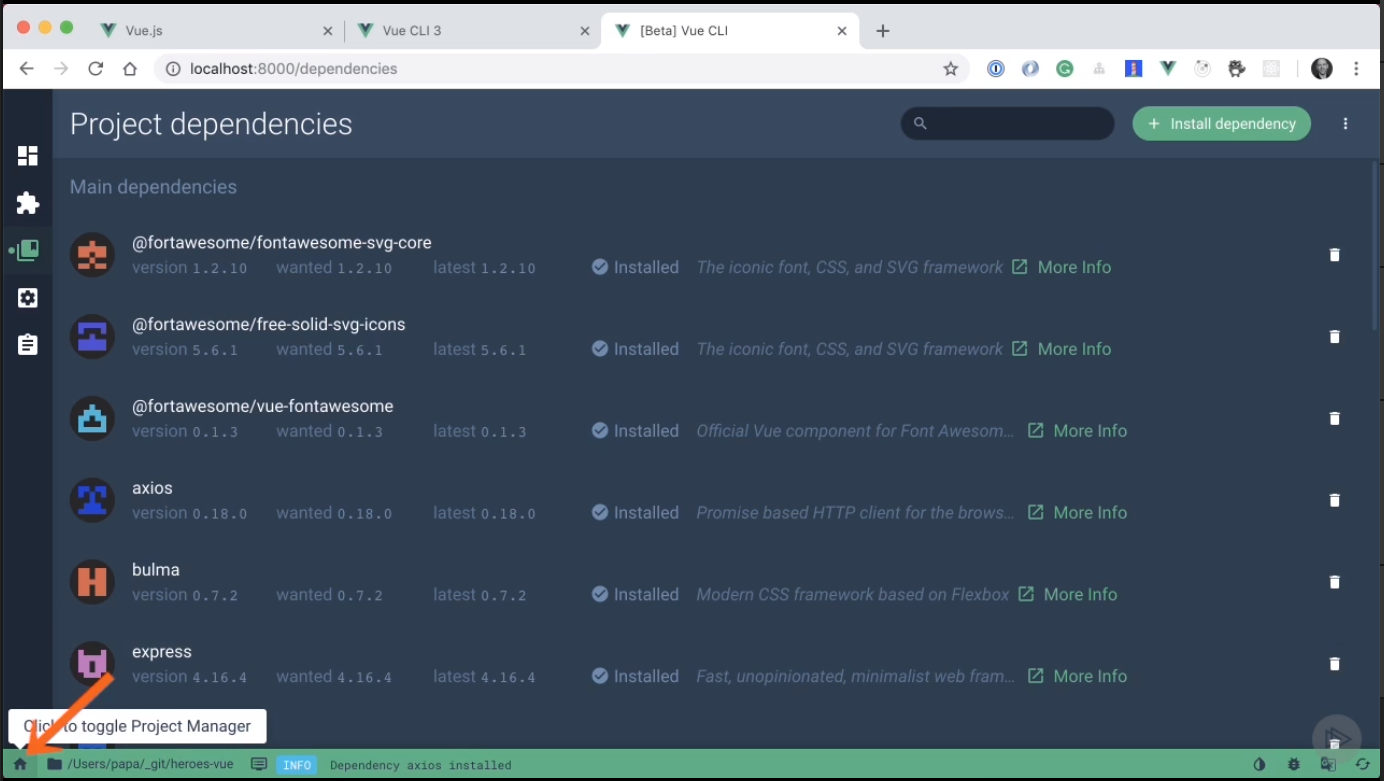 Vue.js
Vue CLI 3
[Beta] Vue CLI
localhost:8000/dependencies
Project dependencies
+ Install dependency
Main dependencies
@fortawesome/fontawesome-svg-core
version 1.2.10 wanted 1.2.10 latest 1.2.10 Installed The iconic font, CSS, and SVG framework More Info
@fortawesome/free-solid-svg-icons
version 5.6.1 wanted 5.6.1 latest 5.6.1 Installed The iconic font, CSS, and SVG framework More Info
@fortawesome/vue-fontawesome
version 0.1.3 wanted 0.1.3 latest 0.1.3 Installed Official Vue component for Font Awesom... More Info
axios
version 0.18.0 wanted 0.18.0 latest 0.18.0 Installed Promise based HTTP client for the brows... More Info
bulma
version 0.7.2 wanted 0.7.2 latest 0.7.2 Installed Modern CSS framework based on Flexbox More Info
express
version 4.16.4 wanted 4.16.4 latest 4.16.4 Installed Fast, unopinionated, minimalist web fram... More Info
Click to toggle Project Manager
/Users/papa/_git/heroes-vue INFO Dependency axios installed